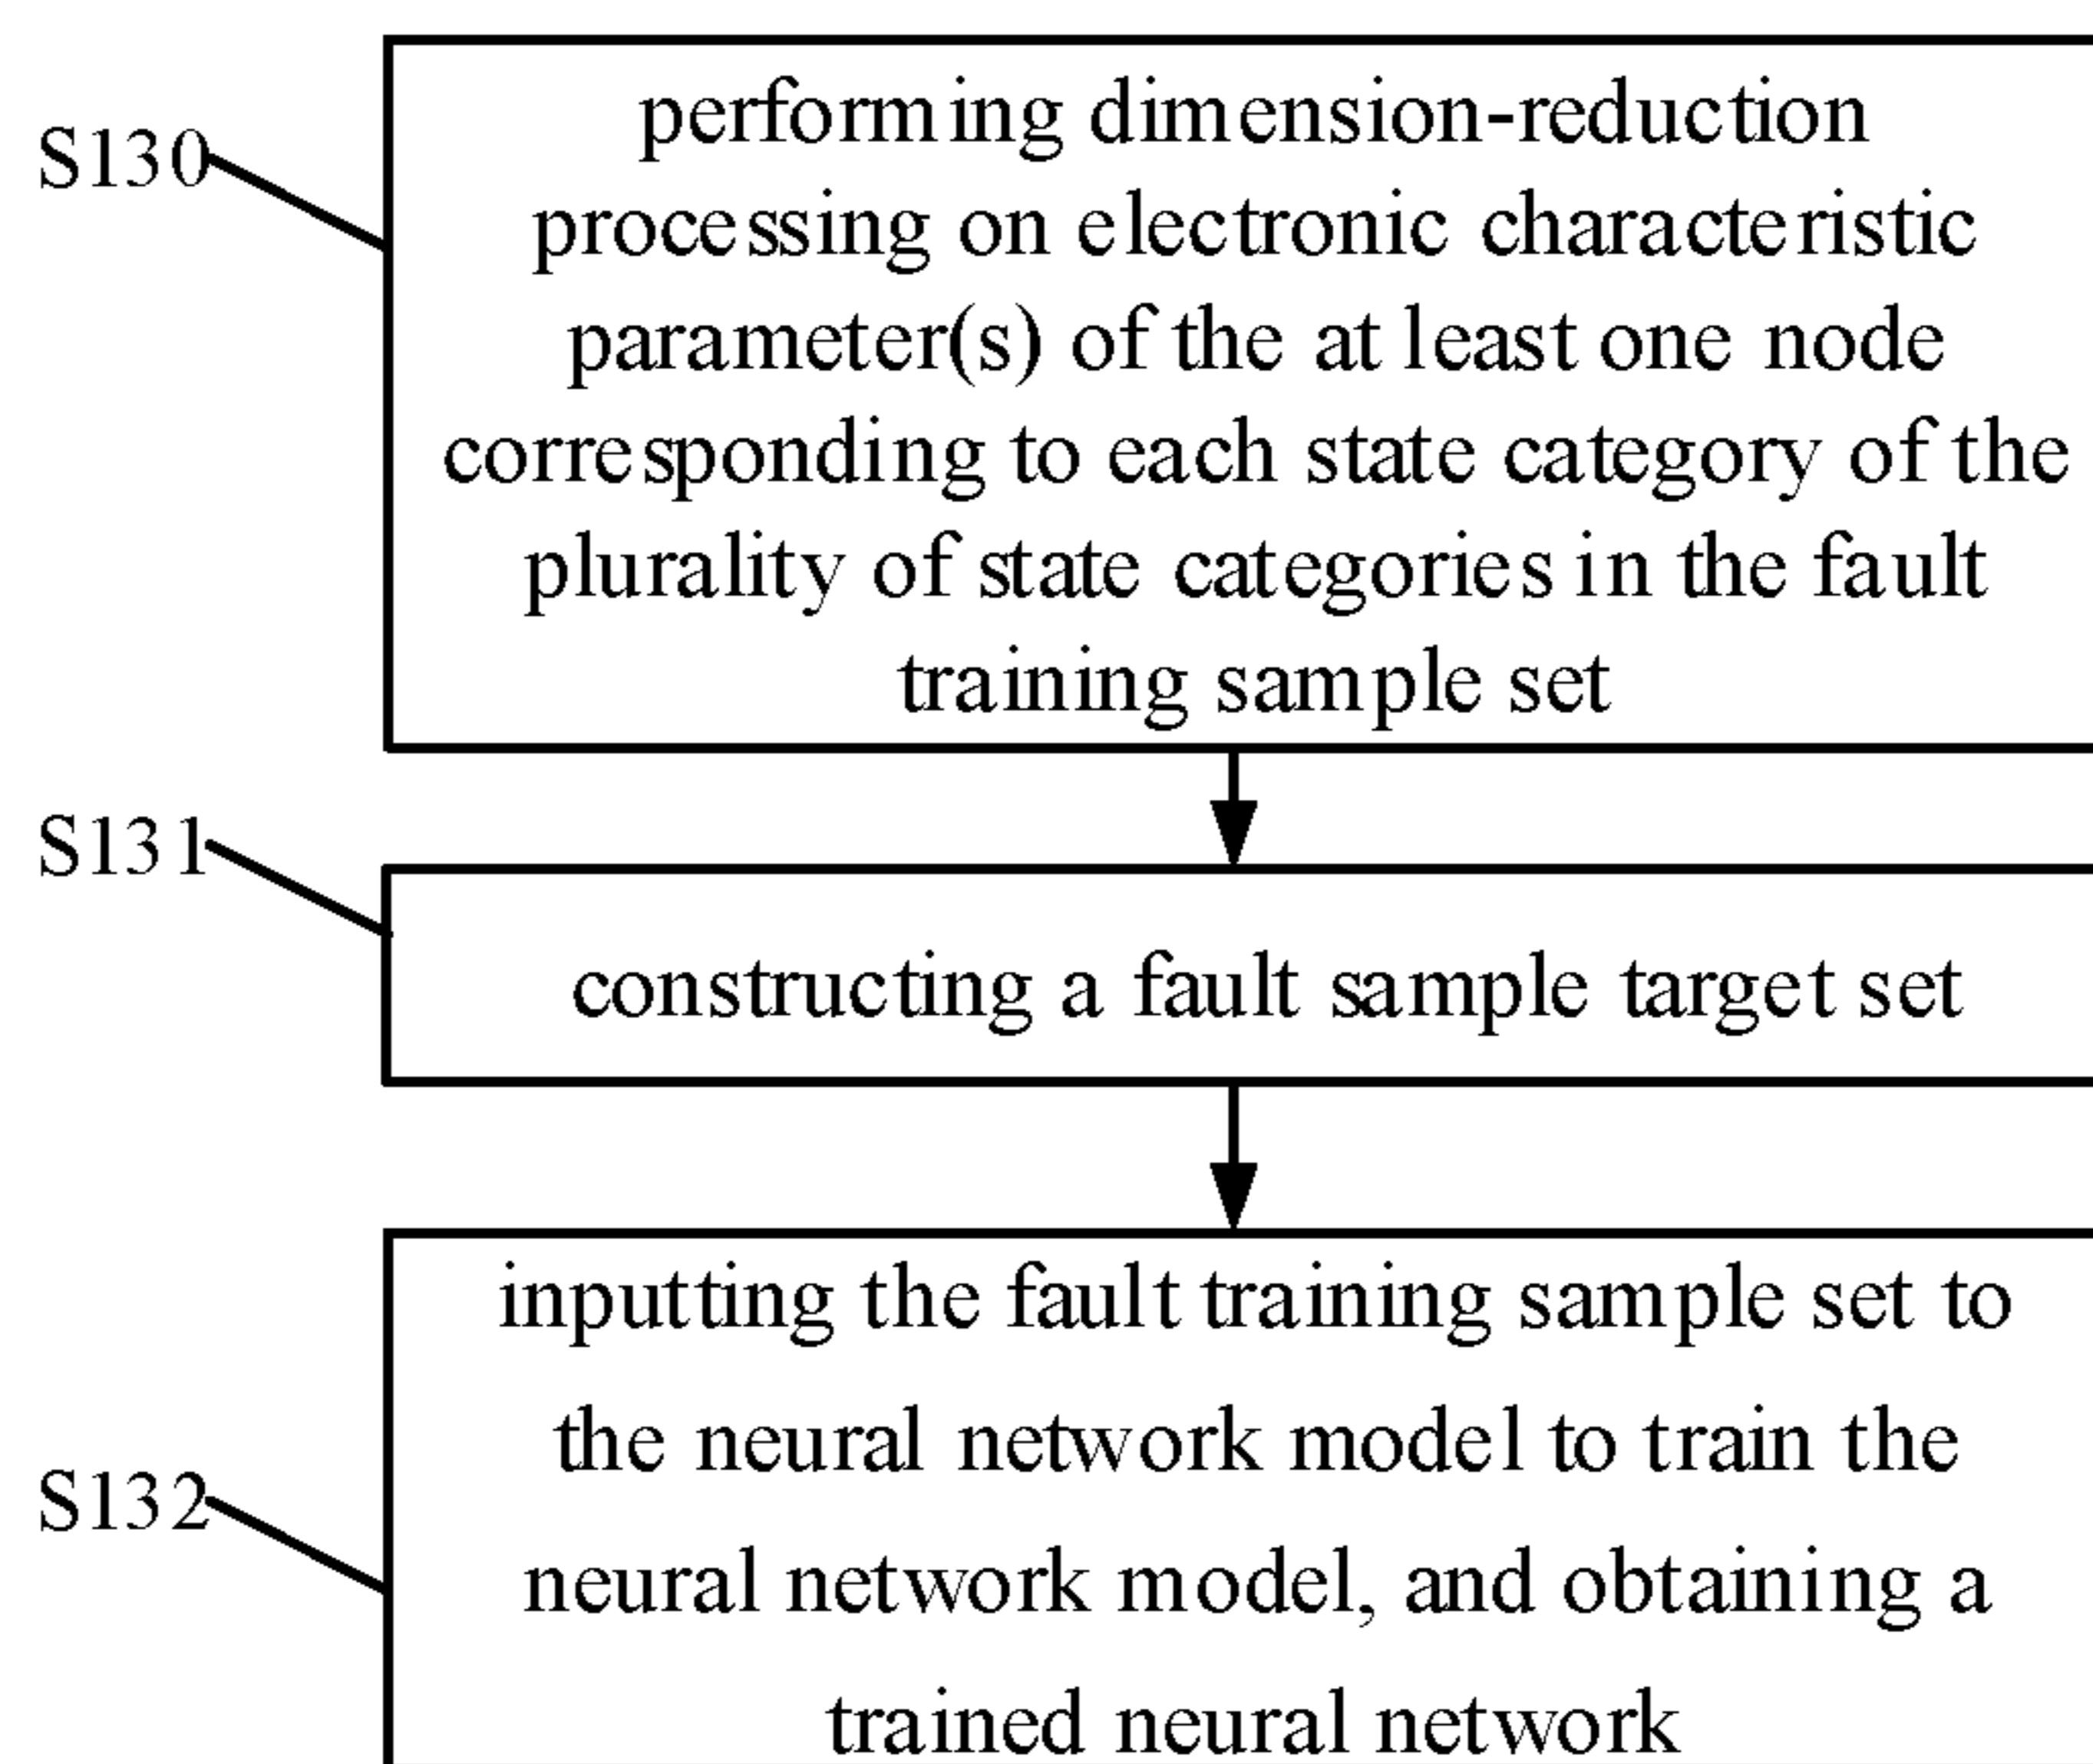 S130
performing dimension-reduction
processing on electronic characteristic
parameter(s) of the at least one node
corresponding to each state category of the
plurality of state categories in the fault
training sample set
S131
constructing a fault sample target set
S132
inputting the fault training sample set to
the neural network model to train the
neural network model, and obtaining a
trained neural network